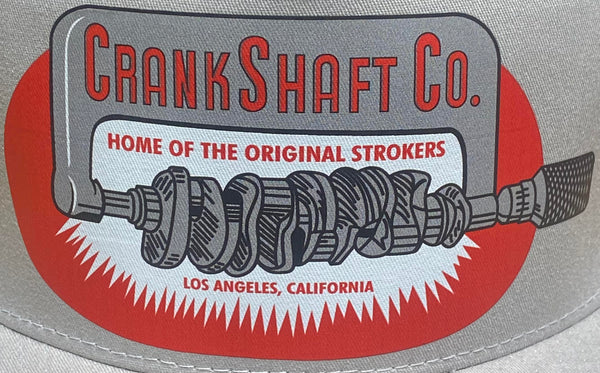 CRANKSHAFT CO.
HOME OF THE ORIGINAL STROKERS
LOS ANGELES, CALIFORNIA